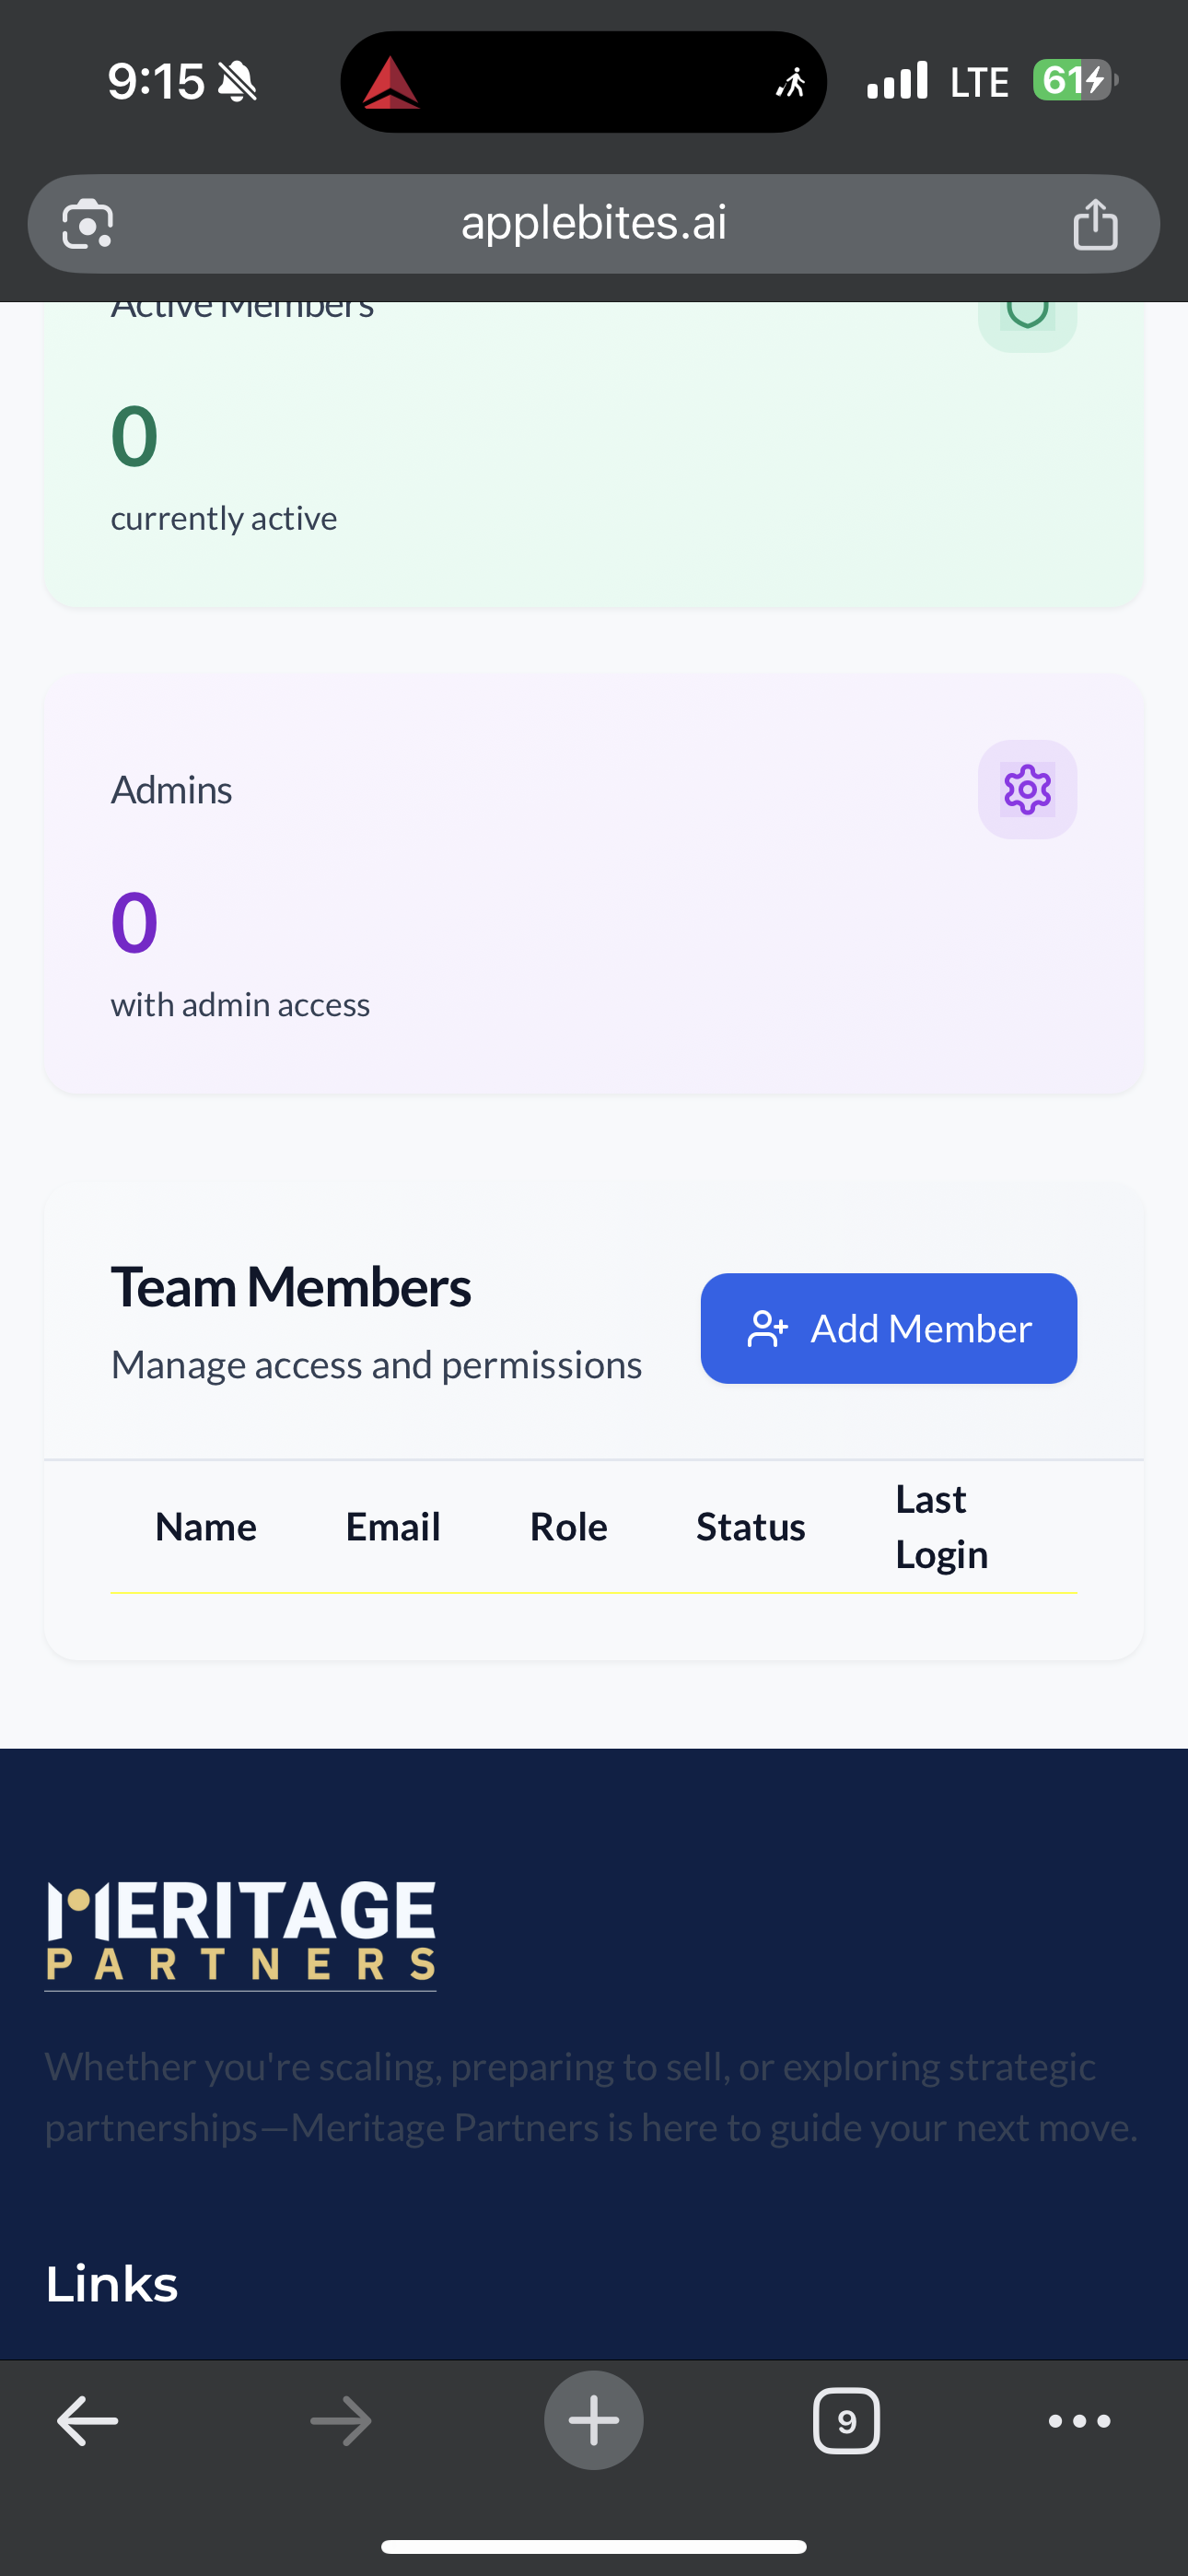 9:15
LTE
61
applebites.ai
Active Members
0
currently active
Admins
0
with admin access
Team Members
Add Member
Manage access and permissions
Name Email Role Status Last Login
MERITAGE
PARTNERS
Whether you're scaling, preparing to sell, or exploring strategic
partnerships—Meritage Partners is here to guide your next move.
Links
9